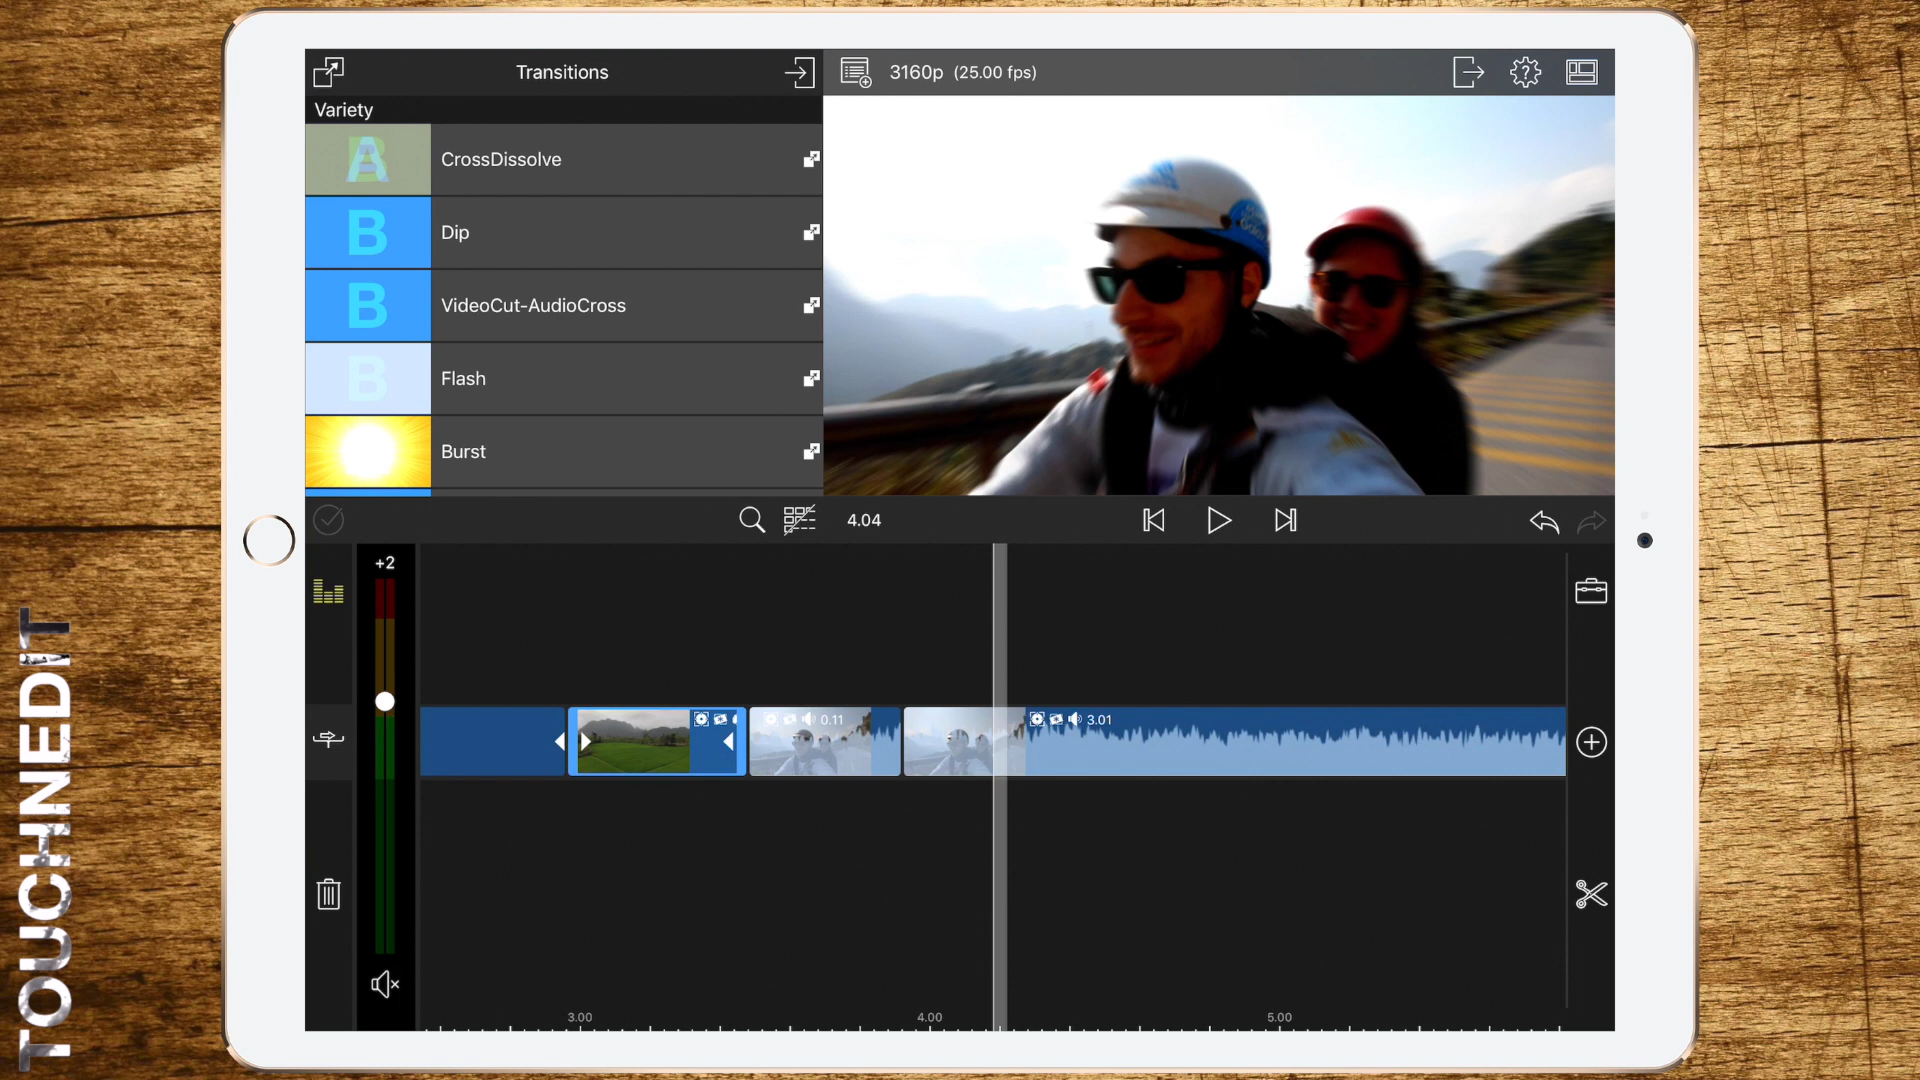 Transitions
3160p (25.00 fps)
Variety
A B
CrossDissolve
B
Dip
B
VideoCut-AudioCross
B
Flash
Burst
4.04
+2
0.11
3.01
3.00
4.00
5.00
TOUCHNEDIT